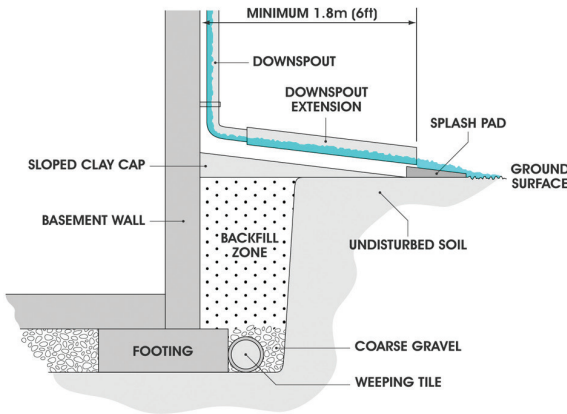 MINIMUM 1.8m (6ft)
DOWNSPOUT
DOWNSPOUT
EXTENSION
SPLASH PAD
SLOPED CLAY CAP
GROUND
SURFACE
BASEMENT WALL
BACKFILL
ZONE
UNDISTURBED SOIL
FOOTING
COARSE GRAVEL
WEEPING TILE